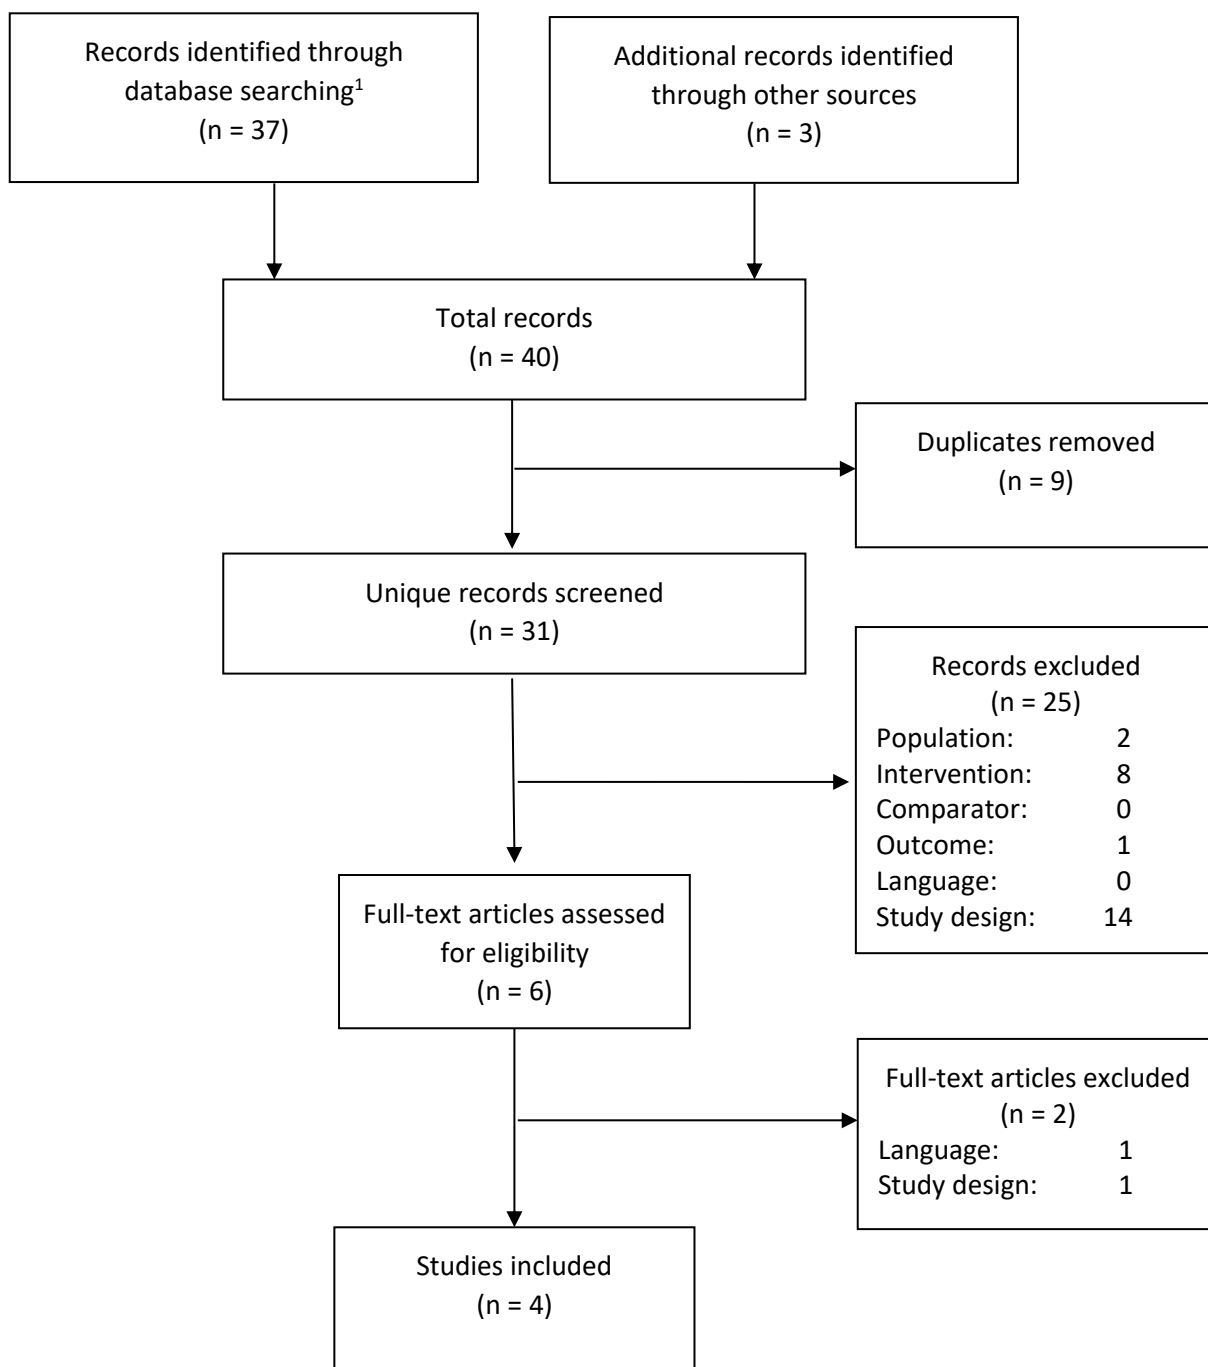 Records identified through
database searching¹
(n = 37)
Additional records identified
through other sources
(n = 3)
Total records
(n = 40)
Duplicates removed
(n = 9)
Unique records screened
(n = 31)
Records excluded
(n = 25)
Population: 2
Intervention: 8
Comparator: 0
Outcome: 1
Language: 0
Study design: 14
Full-text articles assessed
for eligibility
(n = 6)
Full-text articles excluded
(n = 2)
Language: 1
Study design: 1
Studies included
(n = 4)